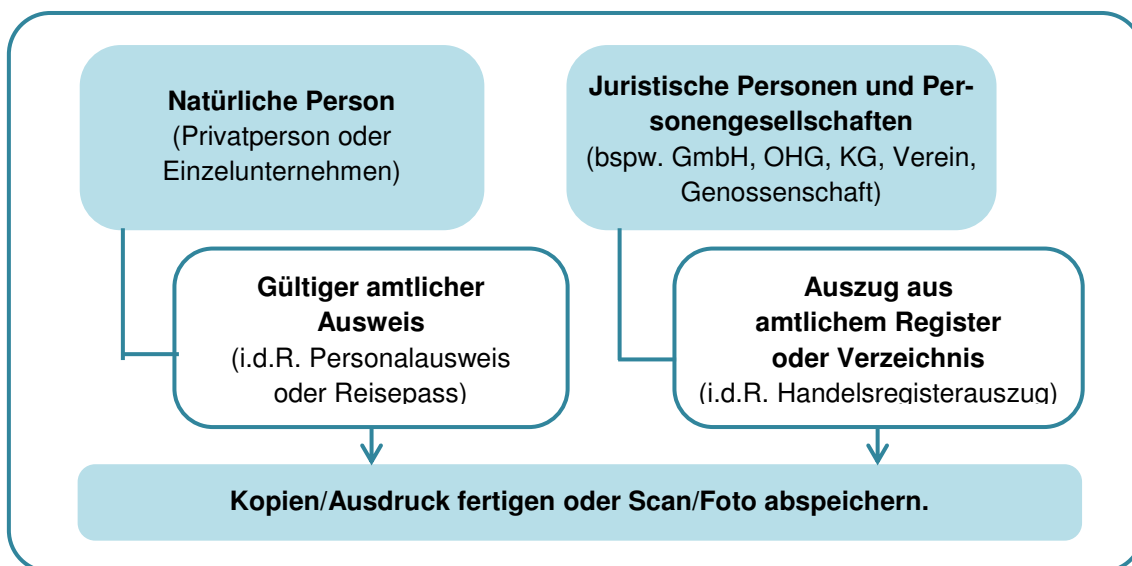 Natürliche Person
(Privatperson oder
Einzelunternehmen)
Juristische Personen und Per-
sonengesellschaften
(bspw. GmbH, OHG, KG, Verein,
Genossenschaft)
Gültiger amtlicher
Ausweis
(i.d.R. Personalausweis
oder Reisepass)
Auszug aus
amtlichem Register
oder Verzeichnis
(i.d.R. Handelsregisterauszug)
Kopien/Ausdruck fertigen oder Scan/Foto abspeichern.